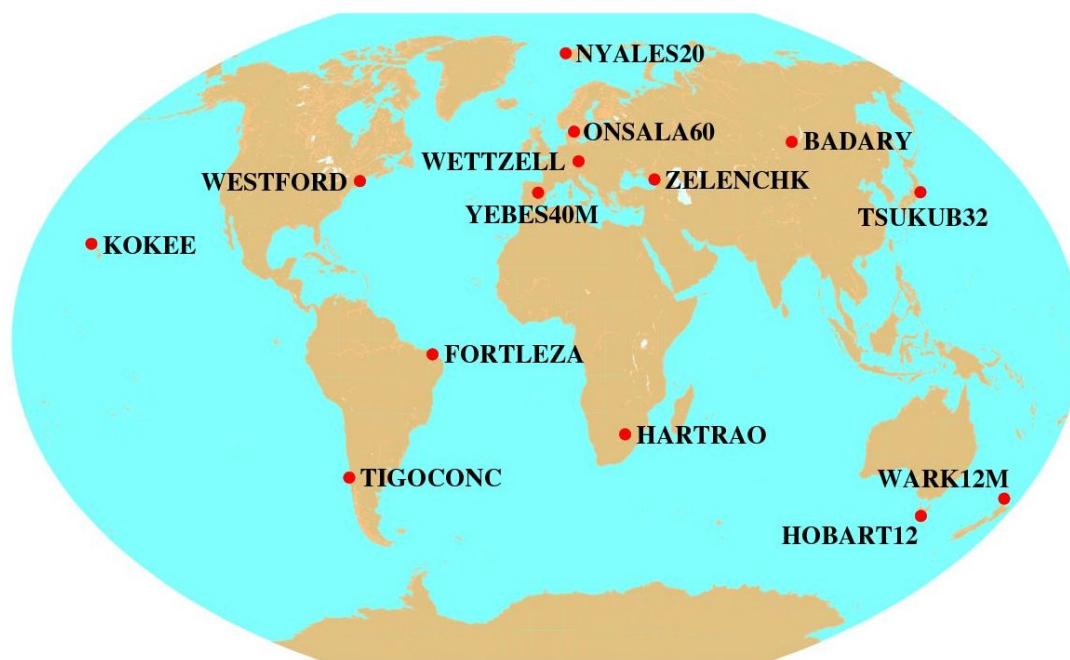 NYALES20
ONSALA60
BADARY
WETTZELL
WESTFORD
ZELENCHK
YEBES40M
TSUKUB32
KOKEE
FORTLEZA
HARTRAO
TIGOCONC
WARK12M
HOBART12